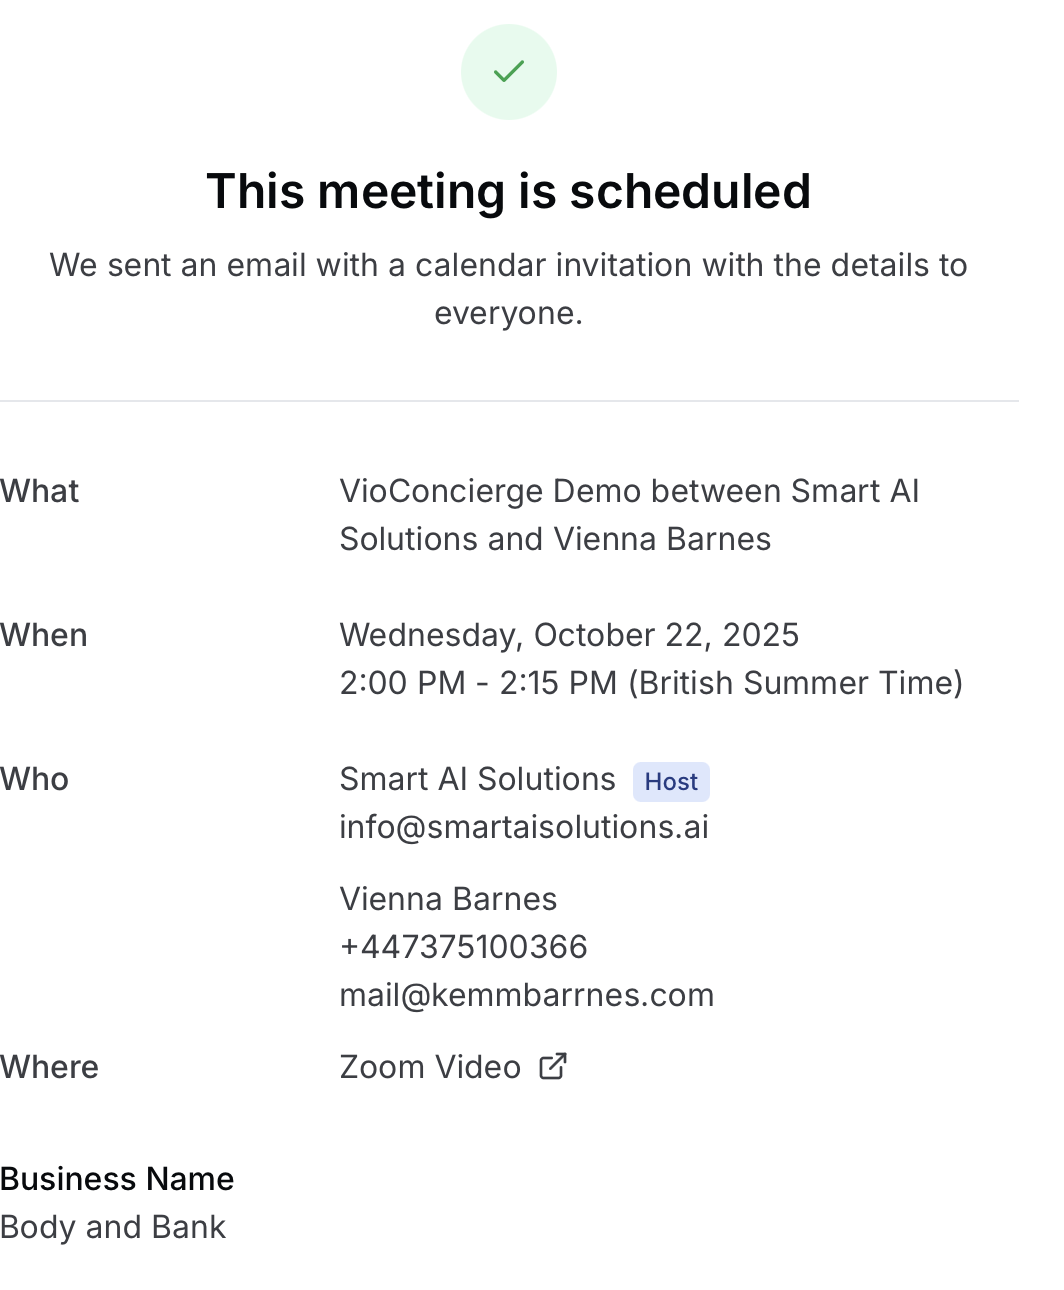 This meeting is scheduled
We sent an email with a calendar invitation with the details to
everyone.
What
VioConcierge Demo between Smart AI
Solutions and Vienna Barnes
When
Wednesday, October 22, 2025
2:00 PM - 2:15 PM (British Summer Time)
Who
Smart AI Solutions Host
info@smartaisolutions.ai
Vienna Barnes
+447375100366
mail@kemmbarrnes.com
Where
Zoom Video
Business Name
Body and Bank